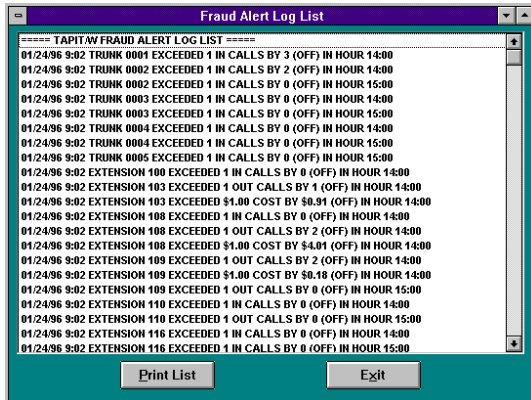 Fraud Alert Log List
===== TAPIT/W FRAUD ALERT LOG LIST =====
01/24/96 9:02 TRUNK 0001 EXCEEDED 1 IN CALLS BY 3 (OFF) IN HOUR 14:00
01/24/96 9:02 TRUNK 0002 EXCEEDED 1 IN CALLS BY 2 (OFF) IN HOUR 14:00
01/24/96 9:02 TRUNK 0002 EXCEEDED 1 IN CALLS BY 0 (OFF) IN HOUR 15:00
01/24/96 9:02 TRUNK 0003 EXCEEDED 1 IN CALLS BY 0 (OFF) IN HOUR 14:00
01/24/96 9:02 TRUNK 0003 EXCEEDED 1 IN CALLS BY 0 (OFF) IN HOUR 15:00
01/24/96 9:02 TRUNK 0004 EXCEEDED 1 IN CALLS BY 0 (OFF) IN HOUR 14:00
01/24/96 9:02 TRUNK 0004 EXCEEDED 1 IN CALLS BY 0 (OFF) IN HOUR 15:00
01/24/96 9:02 TRUNK 0005 EXCEEDED 1 IN CALLS BY 0 (OFF) IN HOUR 15:00
01/24/96 9:02 EXTENSION 100 EXCEEDED 1 IN CALLS BY 0 (OFF) IN HOUR 14:00
01/24/96 9:02 EXTENSION 103 EXCEEDED 1 OUT CALLS BY 1 (OFF) IN HOUR 14:00
01/24/96 9:02 EXTENSION 103 EXCEEDED $1.00 COST BY $0.91 (OFF) IN HOUR 14:00
01/24/96 9:02 EXTENSION 108 EXCEEDED 1 IN CALLS BY 0 (OFF) IN HOUR 14:00
01/24/96 9:02 EXTENSION 108 EXCEEDED 1 OUT CALLS BY 2 (OFF) IN HOUR 14:00
01/24/96 9:02 EXTENSION 108 EXCEEDED $1.00 COST BY $4.01 (OFF) IN HOUR 14:00
01/24/96 9:02 EXTENSION 109 EXCEEDED 1 OUT CALLS BY 2 (OFF) IN HOUR 14:00
01/24/96 9:02 EXTENSION 109 EXCEEDED $1.00 COST BY $0.18 (OFF) IN HOUR 14:00
01/24/96 9:02 EXTENSION 109 EXCEEDED 1 OUT CALLS BY 0 (OFF) IN HOUR 15:00
01/24/96 9:02 EXTENSION 110 EXCEEDED 1 IN CALLS BY 0 (OFF) IN HOUR 14:00
01/24/96 9:02 EXTENSION 110 EXCEEDED 1 OUT CALLS BY 0 (OFF) IN HOUR 15:00
01/24/96 9:02 EXTENSION 116 EXCEEDED 1 IN CALLS BY 0 (OFF) IN HOUR 14:00
01/24/96 9:02 EXTENSION 116 EXCEEDED 1 IN CALLS BY 0 (OFF) IN HOUR 15:00
Print List
Exit